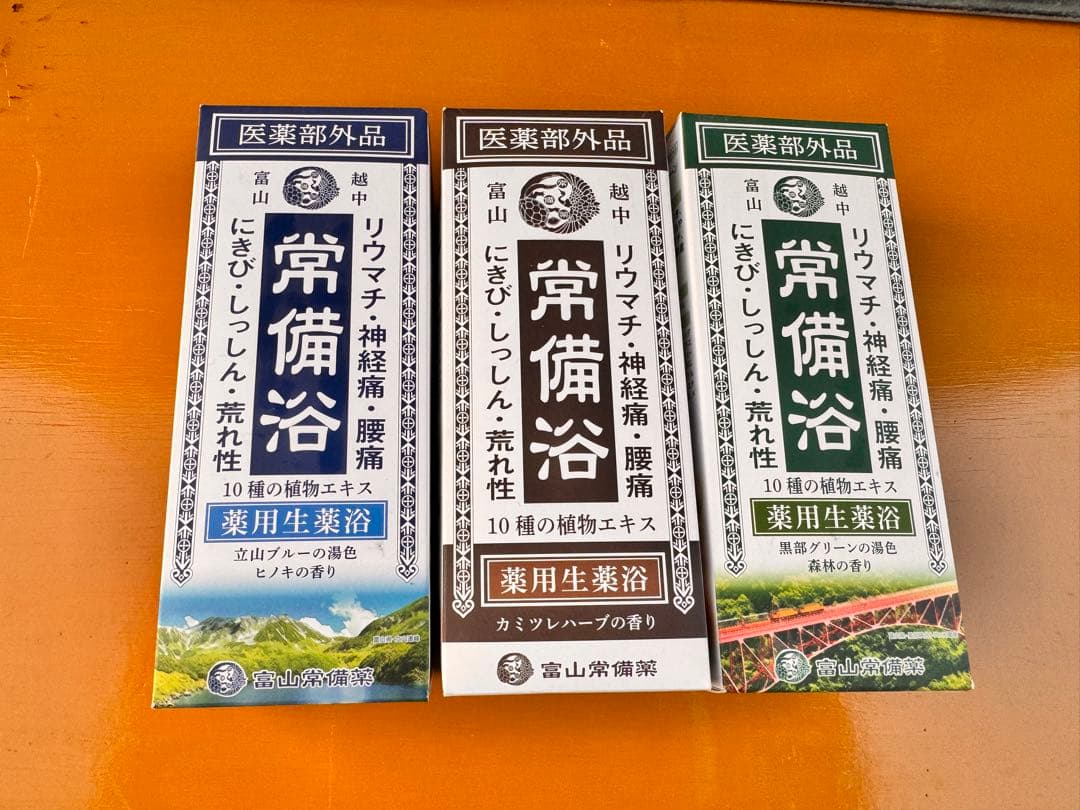 医薬部外品
越中
富山
リウマチ・神経痛・腰痛
常備浴
にきび・しっしん・荒れ性
10種の植物エキス
薬用生薬浴
立山ブルーの湯色
ヒノキの香り
富山常備薬
医薬部外品
越中
富山
リウマチ・神経痛・腰痛
常備浴
にきび・しっしん・荒れ性
10種の植物エキス
薬用生薬浴
カミツレハーブの香り
富山常備薬
医薬部外品
越中
富山
リウマチ・神経痛・腰痛
常備浴
にきび・しっしん・荒れ性
10種の植物エキス
薬用生薬浴
黒部グリーンの湯色
森林の香り
富山常備薬